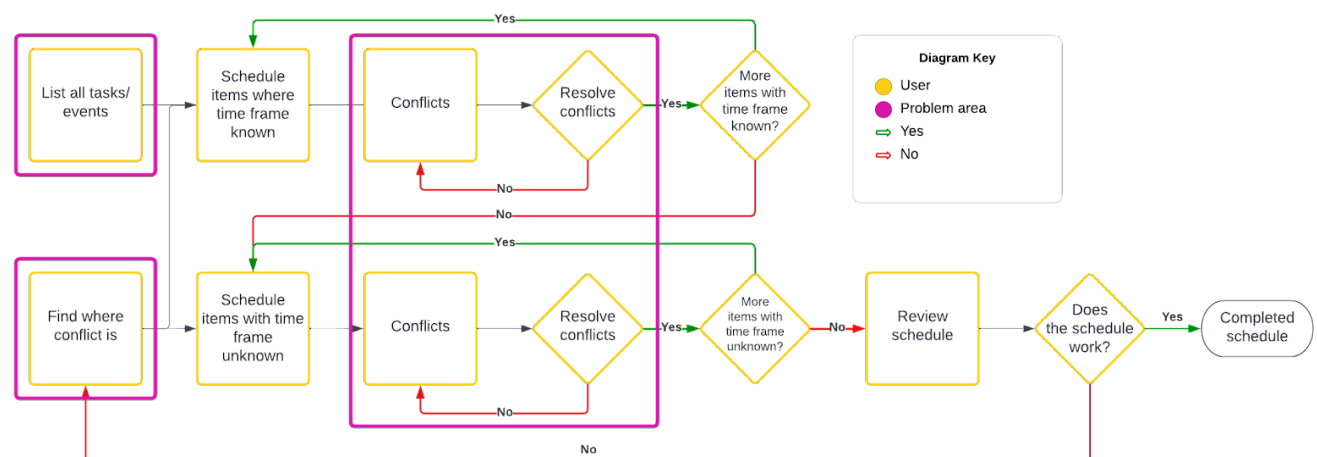 Yes
List all tasks/
events
Schedule
items where
time frame
known
Conflicts
Resolve
conflicts
Yes
More
items with
time frame
known?
No
No
Diagram Key
User
Problem area
Yes
No
Yes
Find where
conflict is
Schedule
items with time
frame
unknown
Conflicts
Resolve
conflicts
Yes
More
items with
time frame
unknown?
No
Review
schedule
Does
the schedule
work?
Yes
Completed
schedule
No
No